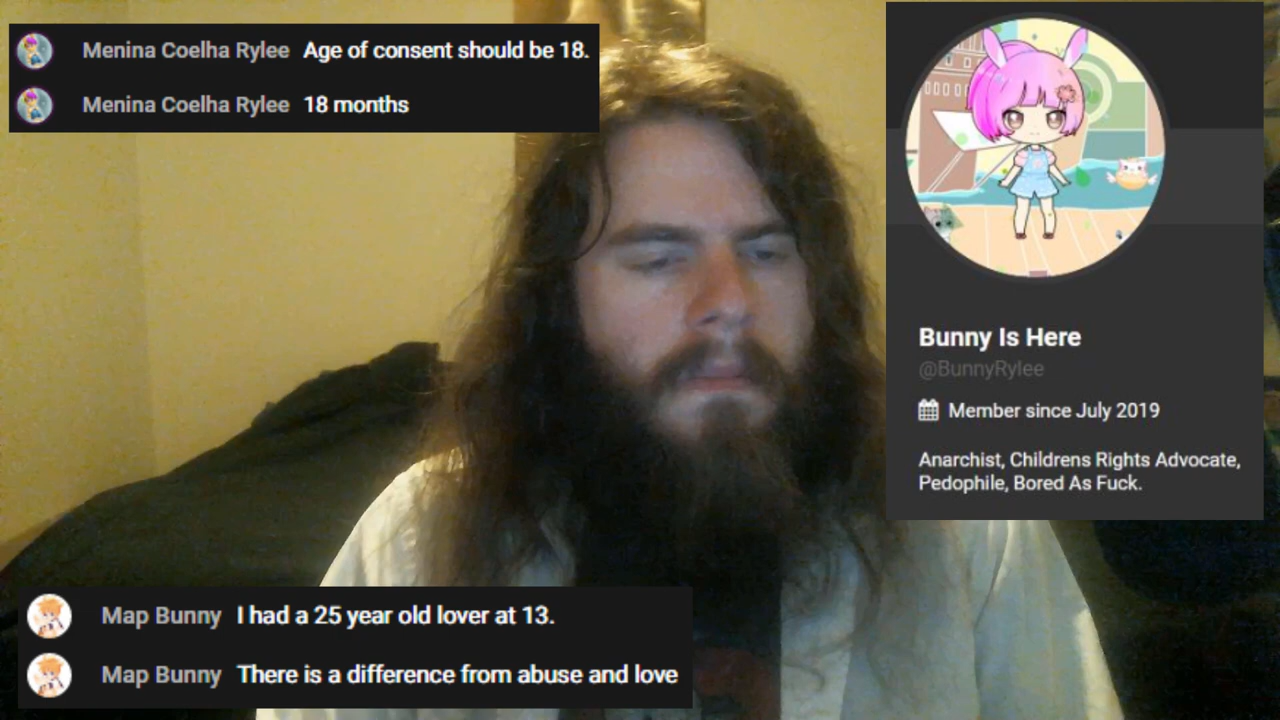 Menina Coelha Rylee Age of consent should be 18.
Menina Coelha Rylee 18 months
Bunny Is Here
@BunnyRylee
Member since July 2019
Anarchist, Childrens Rights Advocate,
Pedophile, Bored As Fuck.
Map Bunny I had a 25 year old lover at 13.
Map Bunny There is a difference from abuse and love